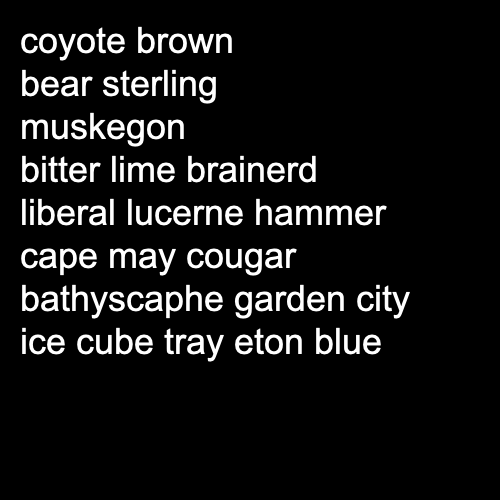 coyote brown
bear sterling
muskegon
bitter lime brainerd
liberal lucerne hammer
cape may cougar
bathyscaphe garden city
ice cube tray eton blue